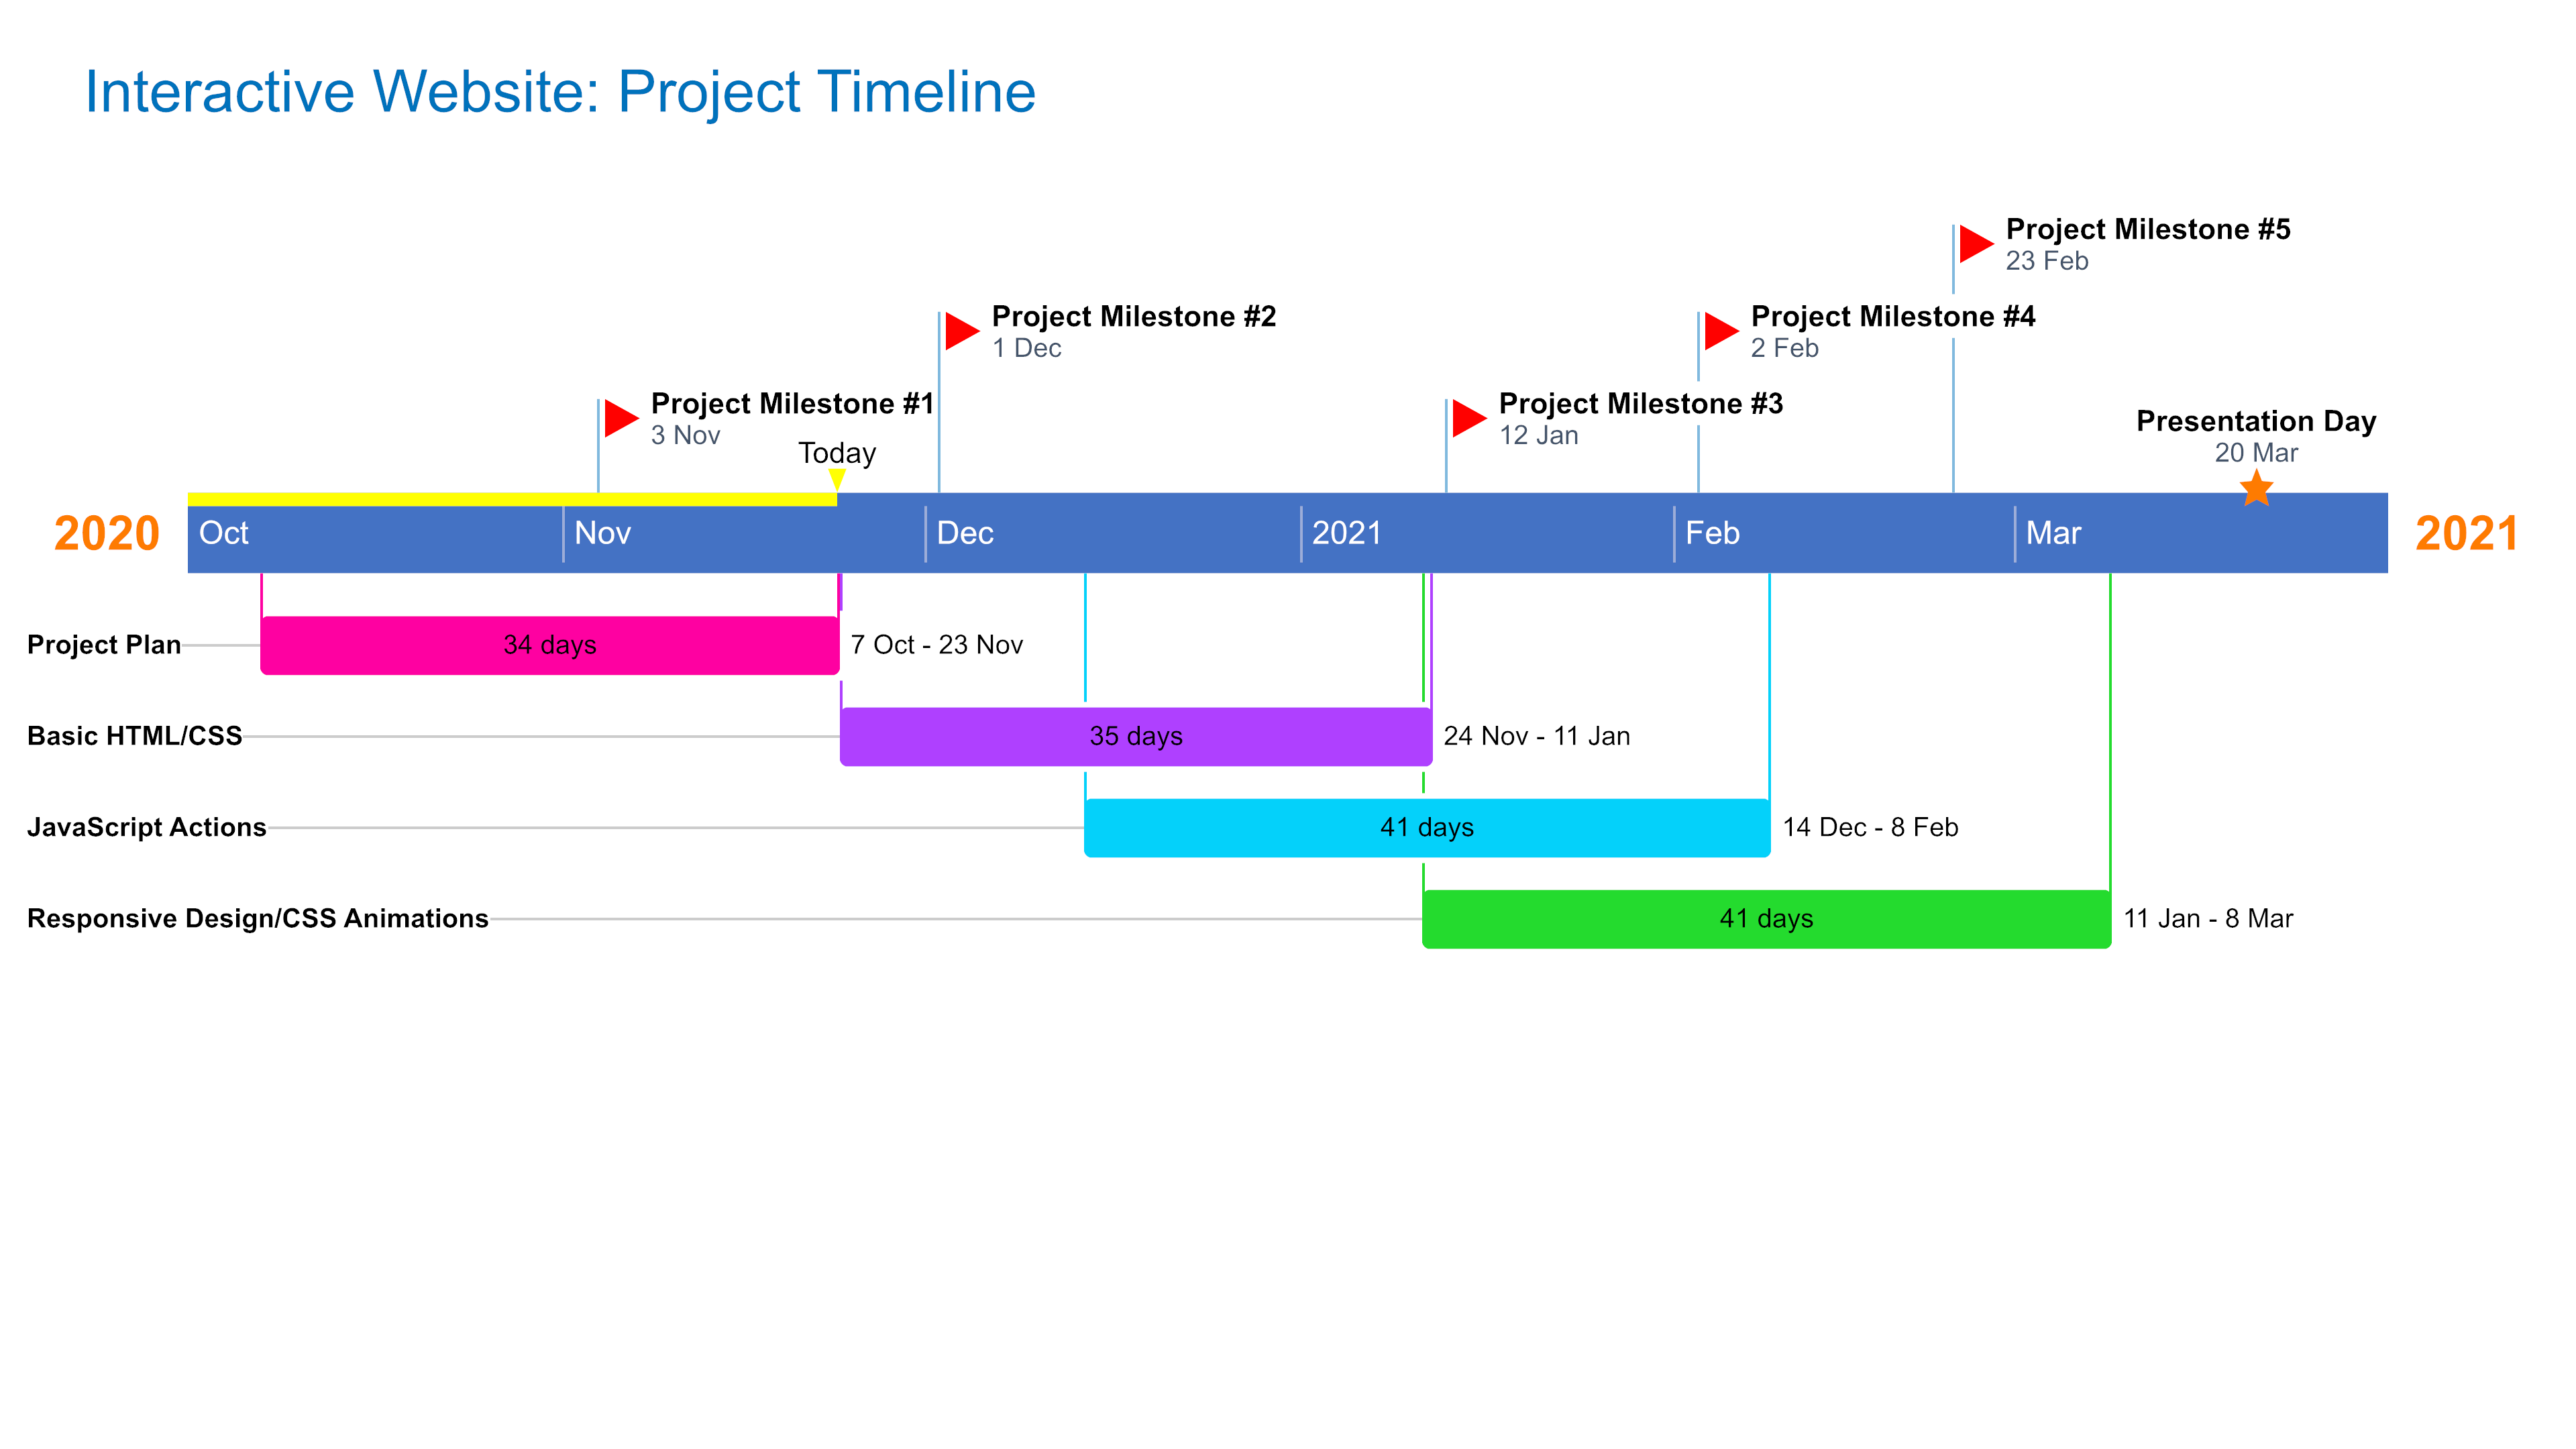 Interactive Website: Project Timeline
Project Milestone #5
23 Feb
Project Milestone #2
1 Dec
Project Milestone #4
2 Feb
Project Milestone #1
3 Nov
Project Milestone #3
12 Jan
Presentation Day
20 Mar
Today
2020 Oct Nov Dec 2021 Feb Mar 2021
Project Plan 34 days 7 Oct - 23 Nov
Basic HTML/CSS 35 days 24 Nov - 11 Jan
JavaScript Actions 41 days 14 Dec - 8 Feb
Responsive Design/CSS Animations 41 days 11 Jan - 8 Mar